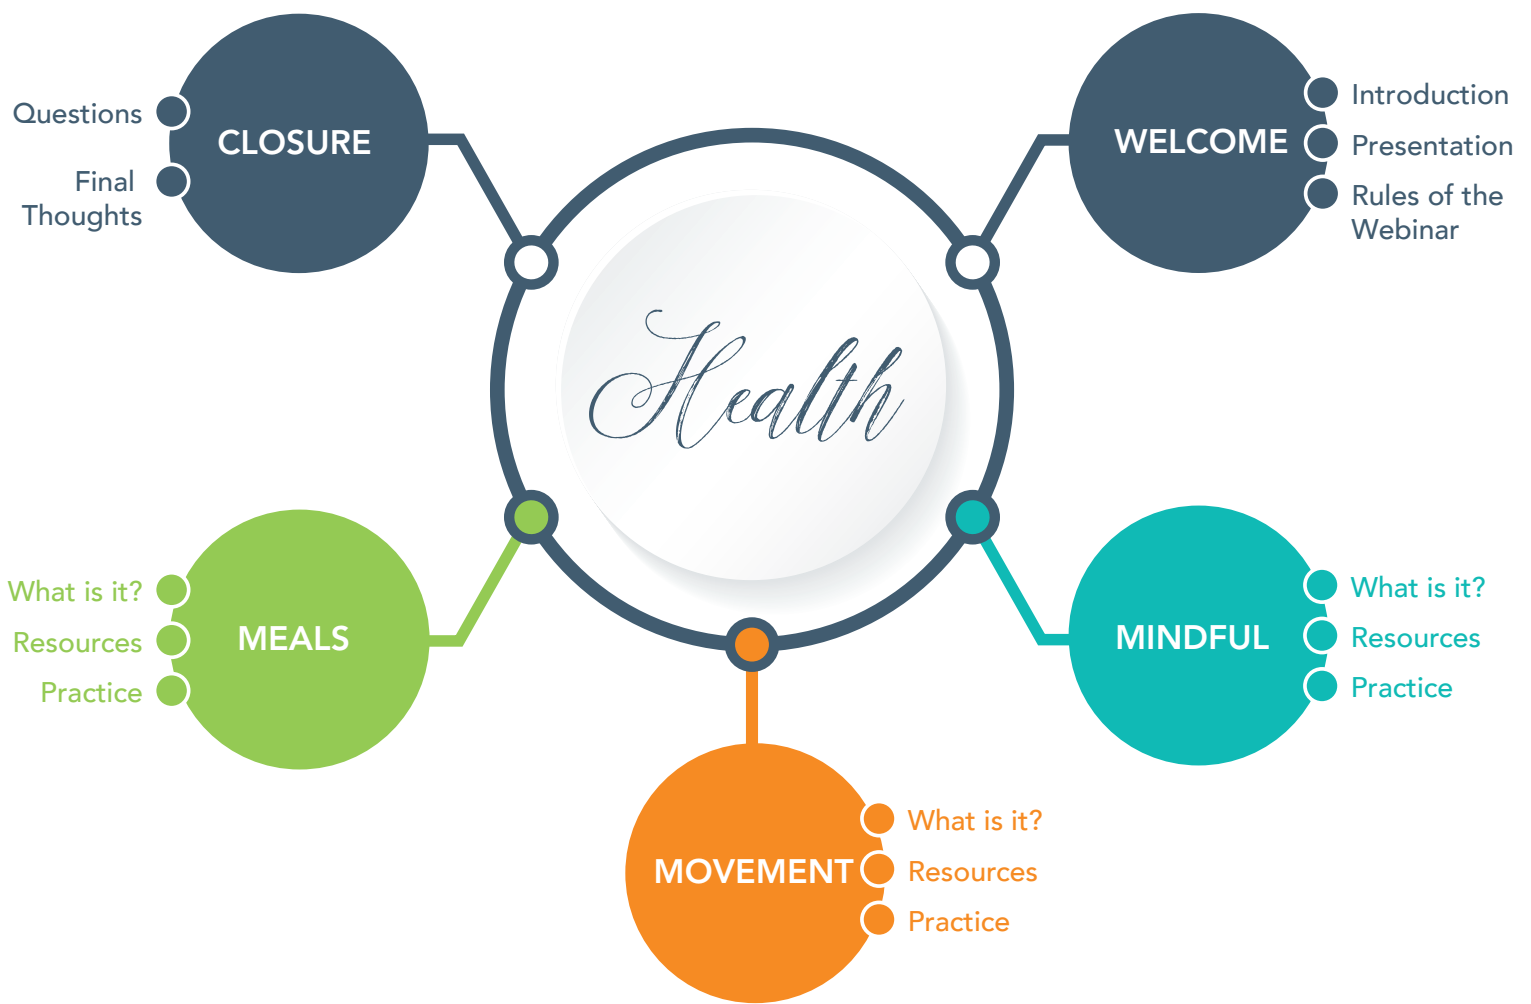 Health
WELCOME
Introduction
Presentation
Rules of the
Webinar
MINDFUL
What is it?
Resources
Practice
MOVEMENT
What is it?
Resources
Practice
MEALS
What is it?
Resources
Practice
CLOSURE
Questions
Final
Thoughts